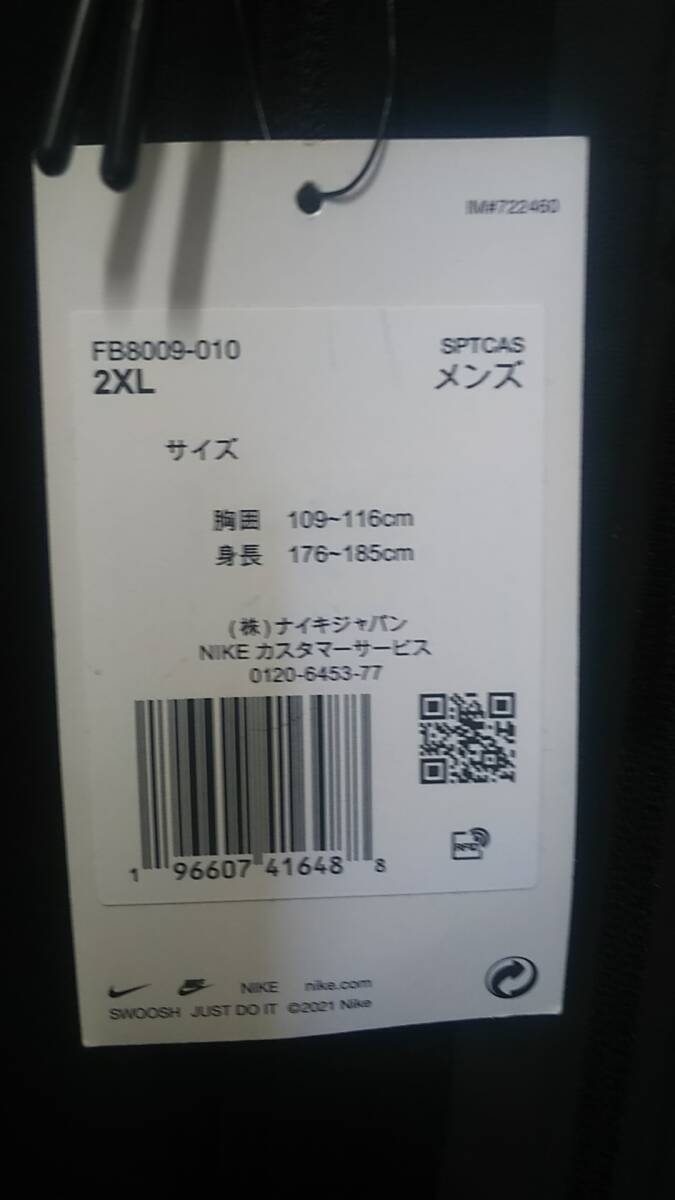 IM#722460
FB8009-010
SPTCAS
2XL
メンズ
サイズ
胸囲 109~116cm
身長 176~185cm
(株)ナイキジャパン
NIKE カスタマーサービス
0120-6453-77
1 96607 41648 8
RFID
NIKE nike.com
SWOOSH JUST DO IT ©2021 Nike